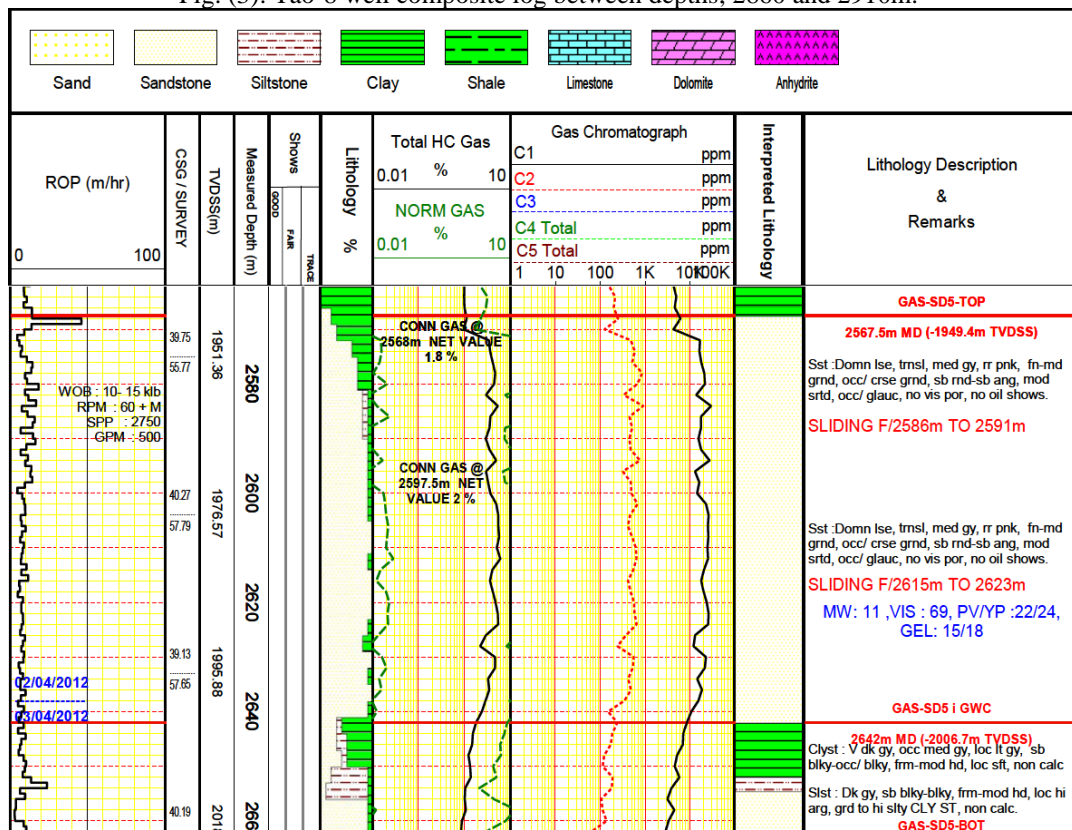 Fig. (3): Tab-8 well composite log between depths, 2860 and 2910m.
Sand Sandstone Siltstone Clay Shale Limestone Dolomite Anhydrite
ROP (m/hr)
0 100
CSG / SURVEY
TVDSS(m)
Measured Depth (m)
Shows
GOOD
FAIR
TRACE
Lithology
%
Total HC Gas
0.01 % 10
NORM GAS
%
0.01 10
Gas Chromatograph
C1 ppm
C2 ppm
C3 ppm
C4 Total ppm
C5 Total ppm
1 10 100 1K 10K 100K
Interpreted Lithology
Lithology Description
&
Remarks
GAS-SD5-TOP
2567.5m MD (-1949.4m TVDSS)
CONN GAS @
2568m NET VALUE
1.8 %
39.75
55.77
1951.36
2580
WOB : 10- 15 klb
RPM : 60 + M
SPP : 2750
GPM : 500
Sst :Domn lse, trnsl, med gy, rr pnk, fn-md
grnd, occ/ crse grnd, sb rnd-sb ang, mod
srtd, occ/ glauc, no vis por, no oil shows.
SLIDING F/2586m TO 2591m
CONN GAS @
2597.5m NET
VALUE 2 %
40.27
57.79
1976.57
2600
Sst :Domn lse, trnsl, med gy, rr pnk, fn-md
grnd, occ/ crse grnd, sb rnd-sb ang, mod
srtd, occ/ glauc, no vis por, no oil shows.
SLIDING F/2615m TO 2623m
MW: 11 ,VIS : 69, PV/YP :22/24,
GEL: 15/18
2620
39.13
57.65
1995.88
02/04/2012
03/04/2012
2640
GAS-SD5 i GWC
2642m MD (-2006.7m TVDSS)
Clyst : V dk gy, occ med gy, loc lt gy, sb
blky-occ/ blky, frm-mod hd, loc sft, non calc
Slst : Dk gy, sb blky-blky, frm-mod hd, loc hi
arg, grd to hi slty CLY ST, non calc.
40.19
GAS-SD5-BOT